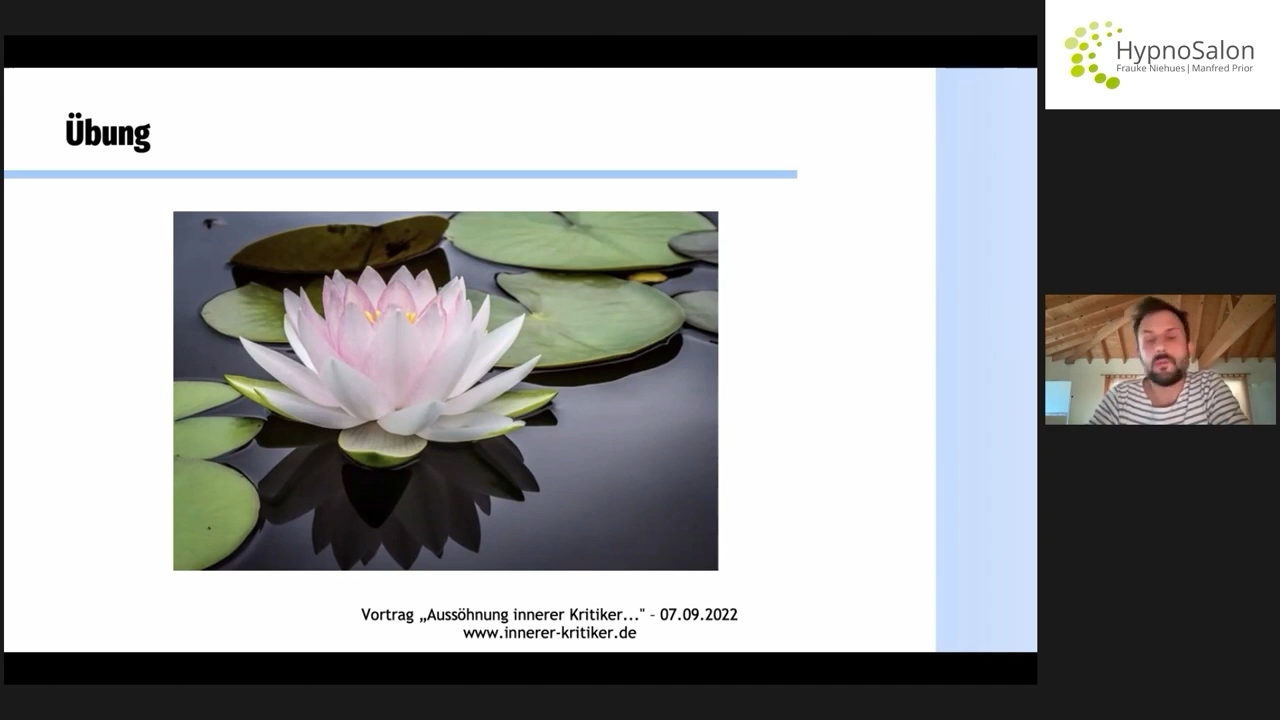 HypnoSalon
Frauke Niehues | Manfred Prior
Übung
Vortrag „Aussöhnung innerer Kritiker..." – 07.09.2022
www.innerer-kritiker.de